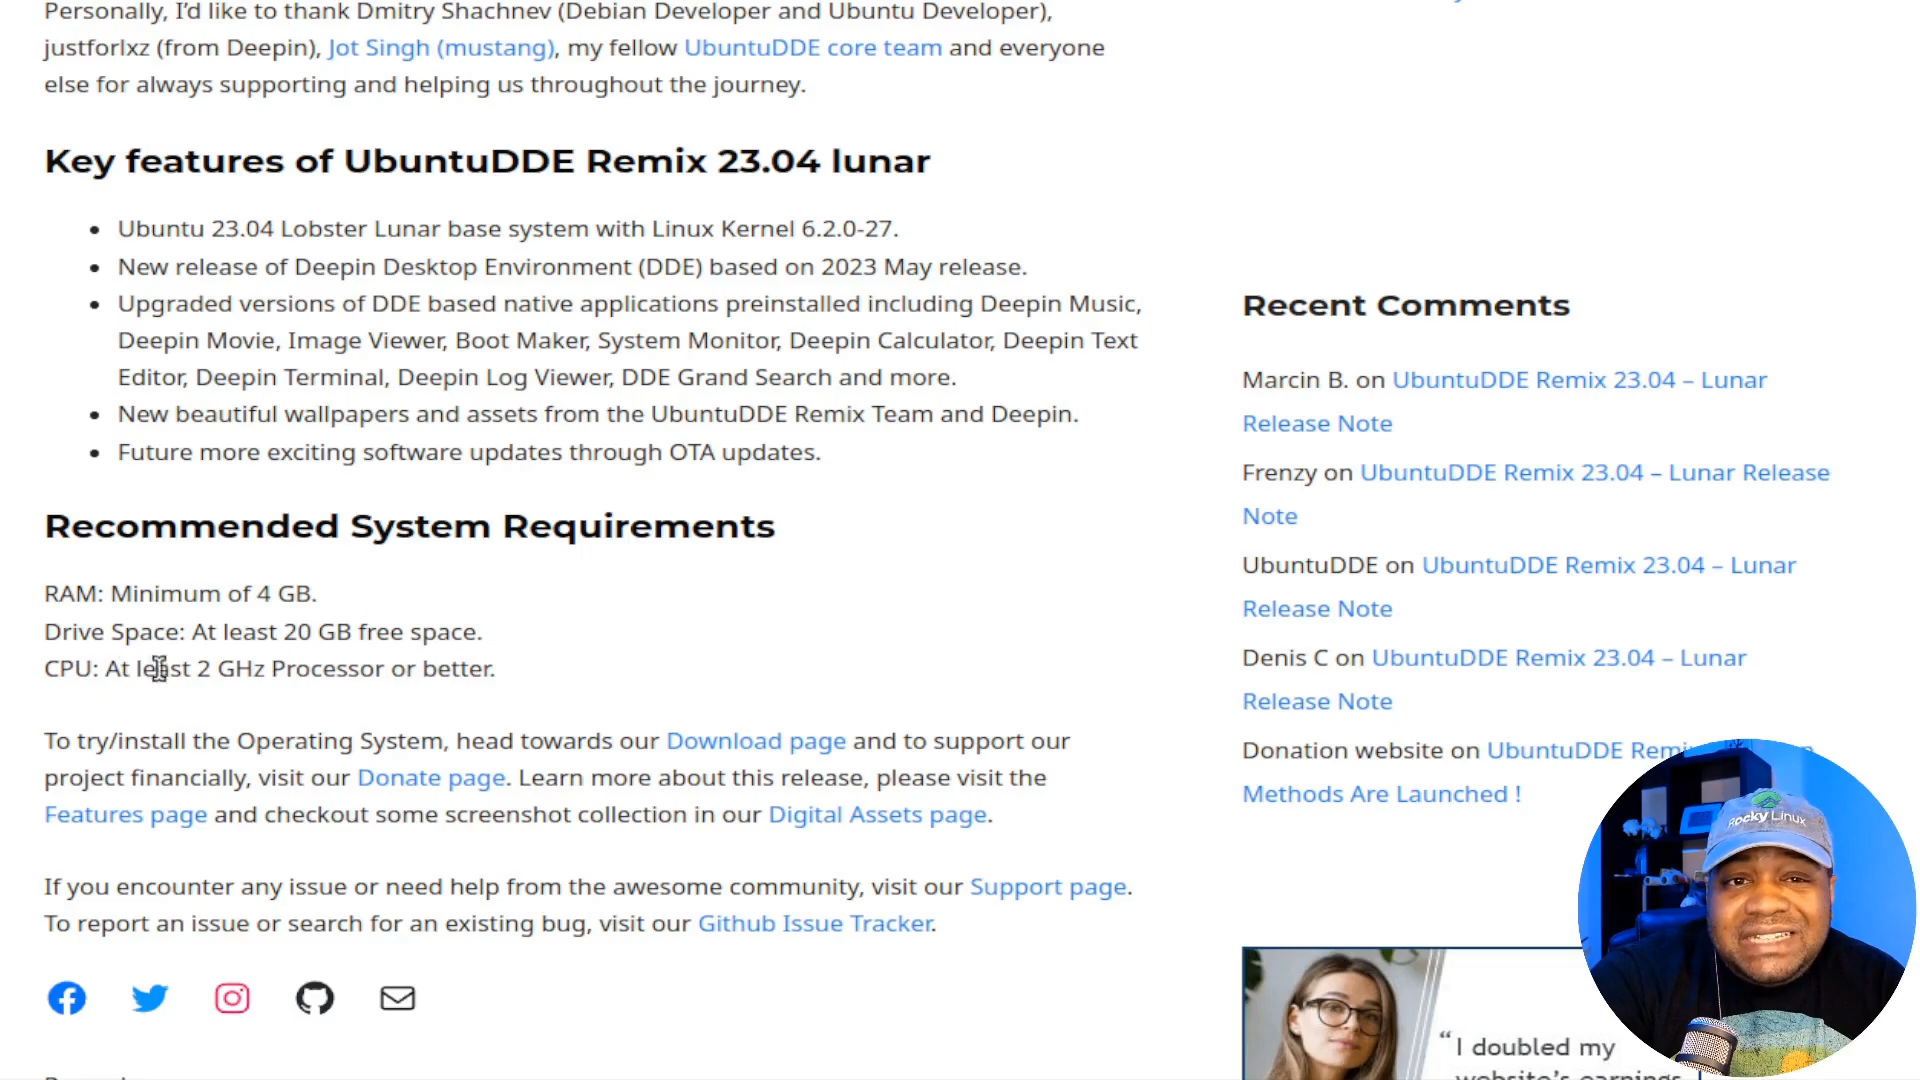 Personally, I'd like to thank Dmitry Shachnev (Debian Developer and Ubuntu Developer),
justforlxz (from Deepin), Jot Singh (mustang), my fellow UbuntuDDE core team and everyone
else for always supporting and helping us throughout the journey.
Key features of UbuntuDDE Remix 23.04 lunar
Ubuntu 23.04 Lobster Lunar base system with Linux Kernel 6.2.0-27.
New release of Deepin Desktop Environment (DDE) based on 2023 May release.
Upgraded versions of DDE based native applications preinstalled including Deepin Music,
Deepin Movie, Image Viewer, Boot Maker, System Monitor, Deepin Calculator, Deepin Text
Editor, Deepin Terminal, Deepin Log Viewer, DDE Grand Search and more.
New beautiful wallpapers and assets from the UbuntuDDE Remix Team and Deepin.
Future more exciting software updates through OTA updates.
Recommended System Requirements
RAM: Minimum of 4 GB.
Drive Space: At least 20 GB free space.
CPU: At least 2 GHz Processor or better.
To try/install the Operating System, head towards our Download page and to support our
project financially, visit our Donate page. Learn more about this release, please visit the
Features page and checkout some screenshot collection in our Digital Assets page.
If you encounter any issue or need help from the awesome community, visit our Support page.
To report an issue or search for an existing bug, visit our Github Issue Tracker.
Recent Comments
Marcin B. on UbuntuDDE Remix 23.04 – Lunar
Release Note
Frenzy on UbuntuDDE Remix 23.04 – Lunar Release
Note
UbuntuDDE on UbuntuDDE Remix 23.04 – Lunar
Release Note
Denis C on UbuntuDDE Remix 23.04 – Lunar
Release Note
Donation website on UbuntuDDE
Methods Are Launched !
Rocky Linux
“ I doubled my
website's earnings